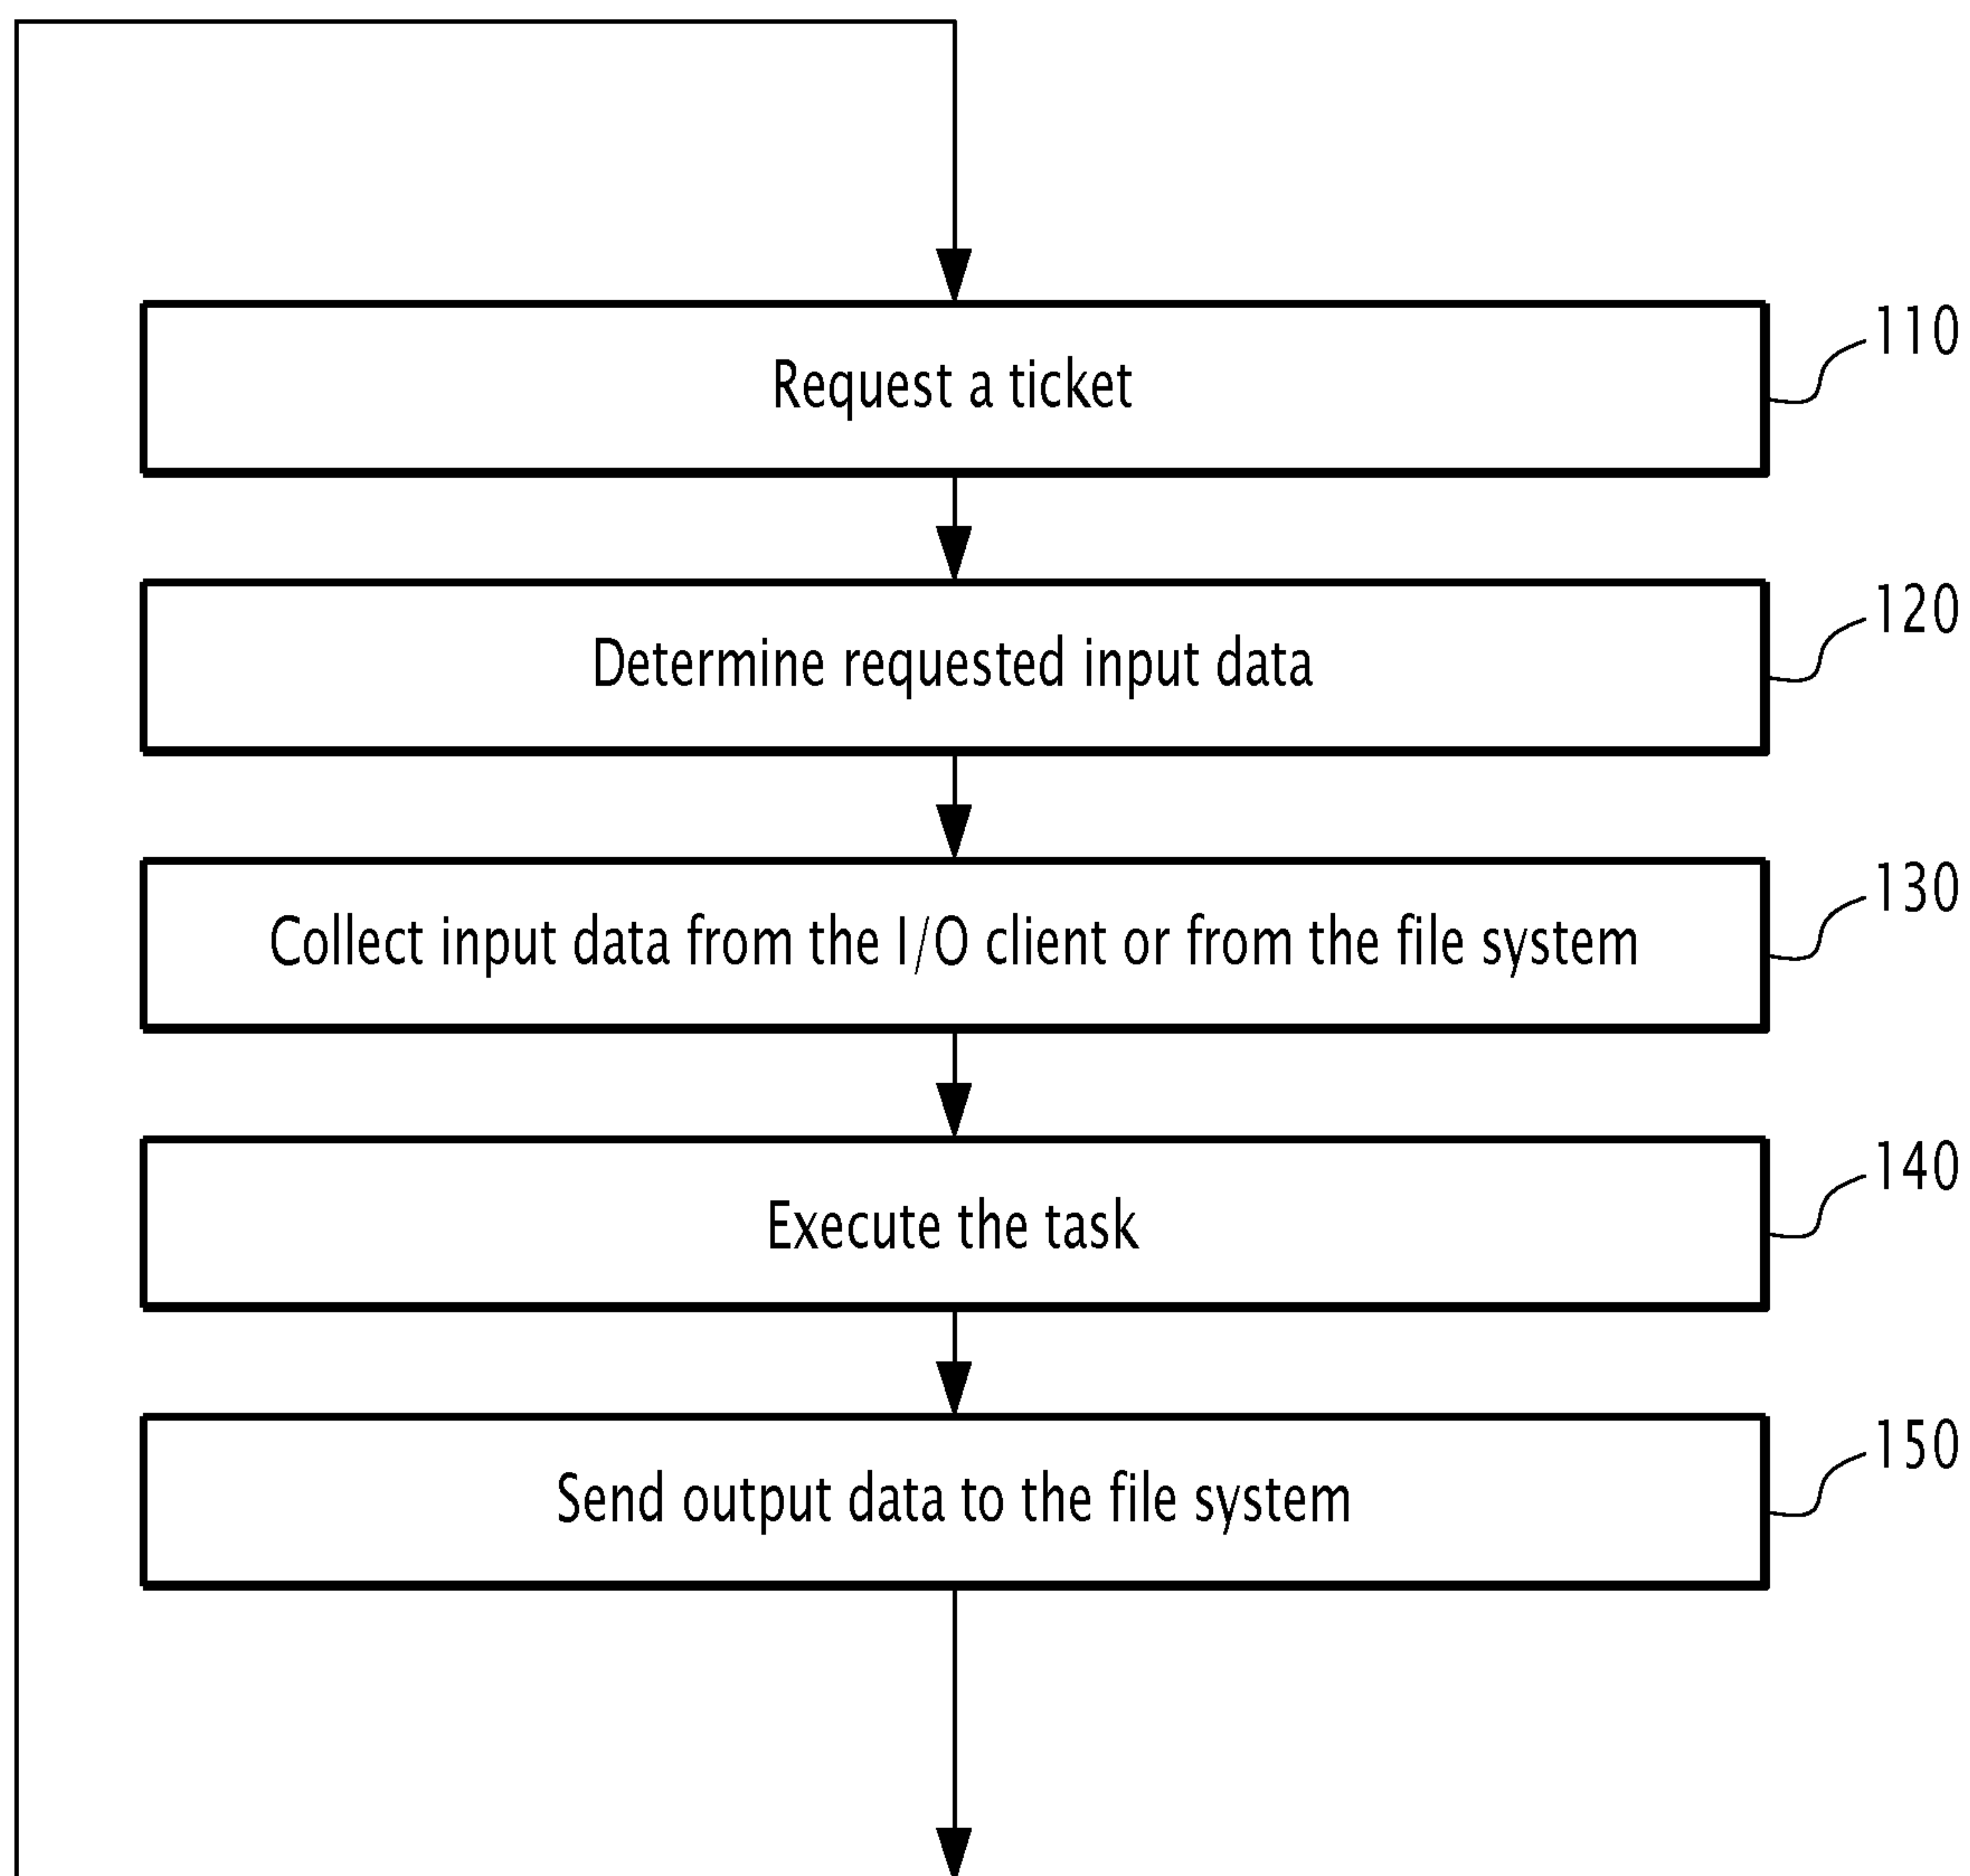 Request a ticket
110
Determine requested input data
120
Collect input data from the I/O client or from the file system
130
Execute the task
140
Send output data to the file system
150